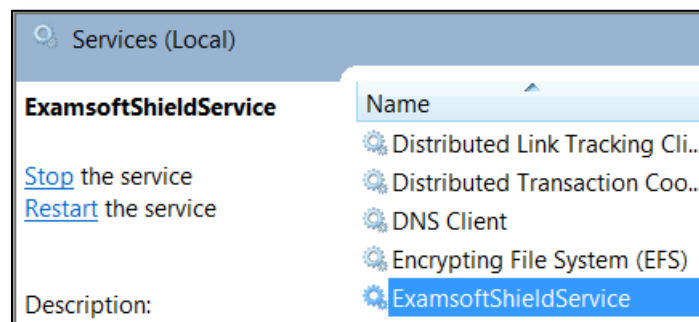 Services (Local)
ExamsoftShieldService
Stop the service
Restart the service
Description:
Name
Distributed Link Tracking Cli...
Distributed Transaction Coo...
DNS Client
Encrypting File System (EFS)
ExamsoftShieldService